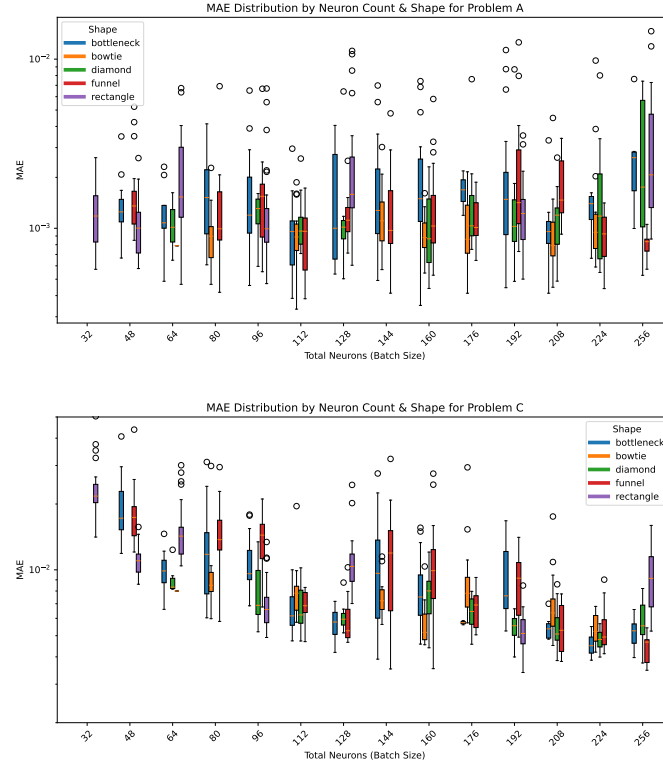 MAE Distribution by Neuron Count & Shape for Problem A
MAE
10⁻²
10⁻³
Shape
bottleneck
bowtie
diamond
funnel
rectangle
32 48 64 80 96 112 128 144 160 176 192 208 224 256
Total Neurons (Batch Size)
MAE Distribution by Neuron Count & Shape for Problem C
MAE
10⁻²
Shape
bottleneck
bowtie
diamond
funnel
rectangle
32 48 64 80 96 112 128 144 160 176 192 208 224 256
Total Neurons (Batch Size)